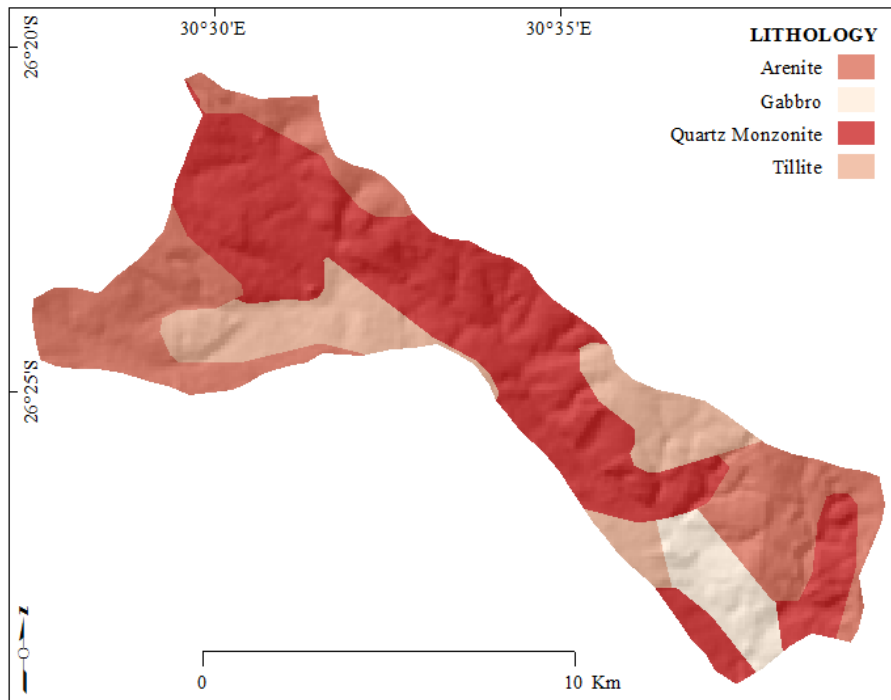 30°30'E 30°35'E
26°20'S
LITHOLOGY
Arenite
Gabbro
Quartz Monzonite
Tillite
26°25'S
N
0 10 Km